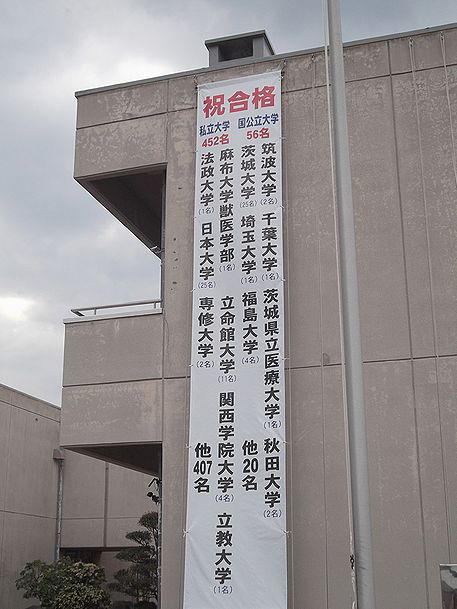 祝合格
国公立大学
56名
筑波大学
(2名)
千葉大学
(1名)
茨城県立医療大学
(1名)
秋田大学
(2名)
茨城大学
(25名)
埼玉大学
(1名)
福島大学
(4名)
他20名
私立大学
452名
麻布大学獣医学部
(1名)
立命館大学
(11名)
関西学院大学
(4名)
立教大学
(1名)
法政大学
(1名)
日本大学
(25名)
専修大学
(2名)
他407名